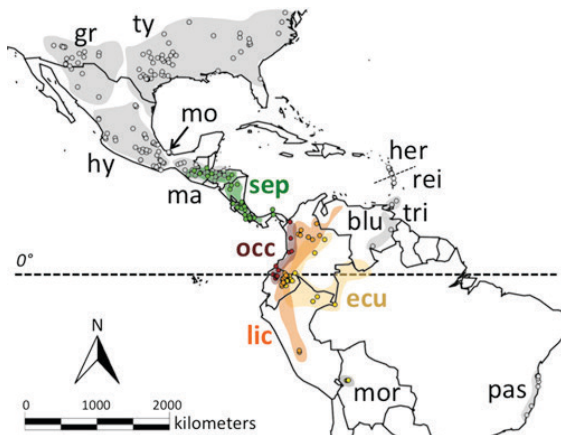 gr
ty
mo
her
hy
rei
ma
sep
tri
blu
occ
0°
ecu
N
lic
mor
pas
0 1000 2000
kilometers